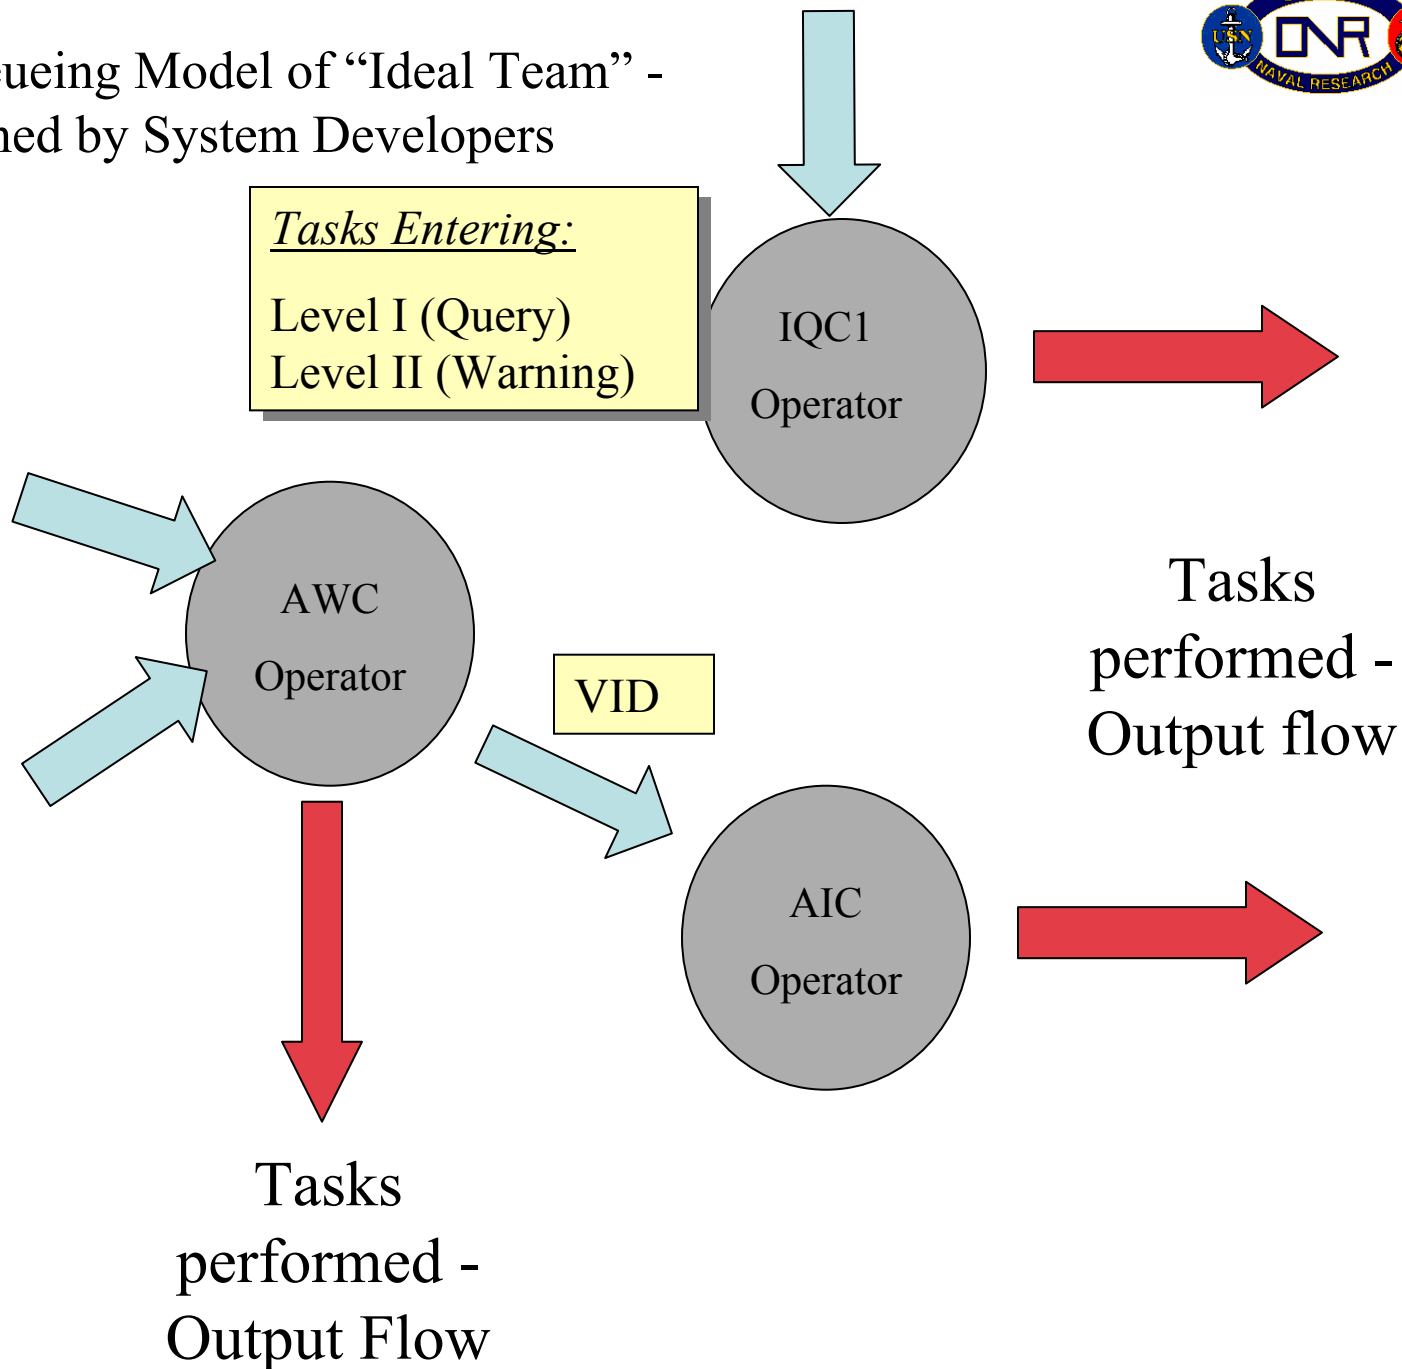 ueing Model of “Ideal Team” -
ned by System Developers
USN
ONR
NAVAL RESEARCH
Tasks Entering:
Level I (Query)
Level II (Warning)
IQC1
Operator
AWC
Operator
VID
Tasks
performed -
Output flow
AIC
Operator
Tasks
performed -
Output Flow